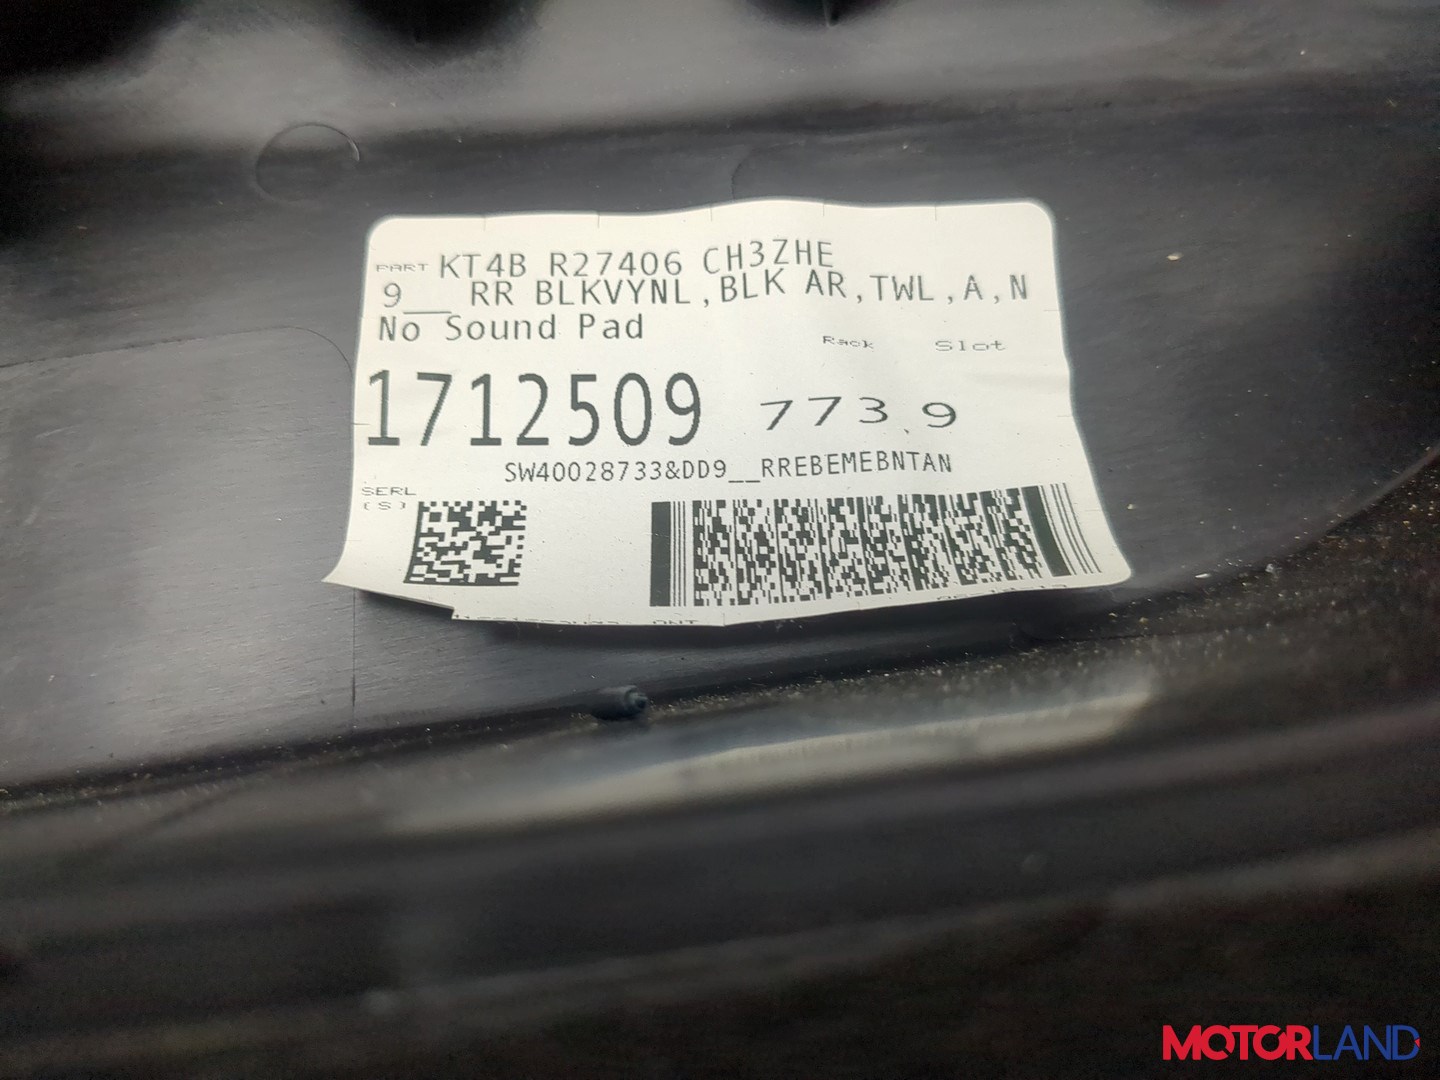 PART KT4B R27406 CH3ZHE
9__ RR BLKVYNL,BLK AR,TWL,A,N
No Sound Pad
Rack Slot
1712509 773 9
SW40028733&DD9__RREBEMEBNTAN
SERL
(S)
MOTORLAND